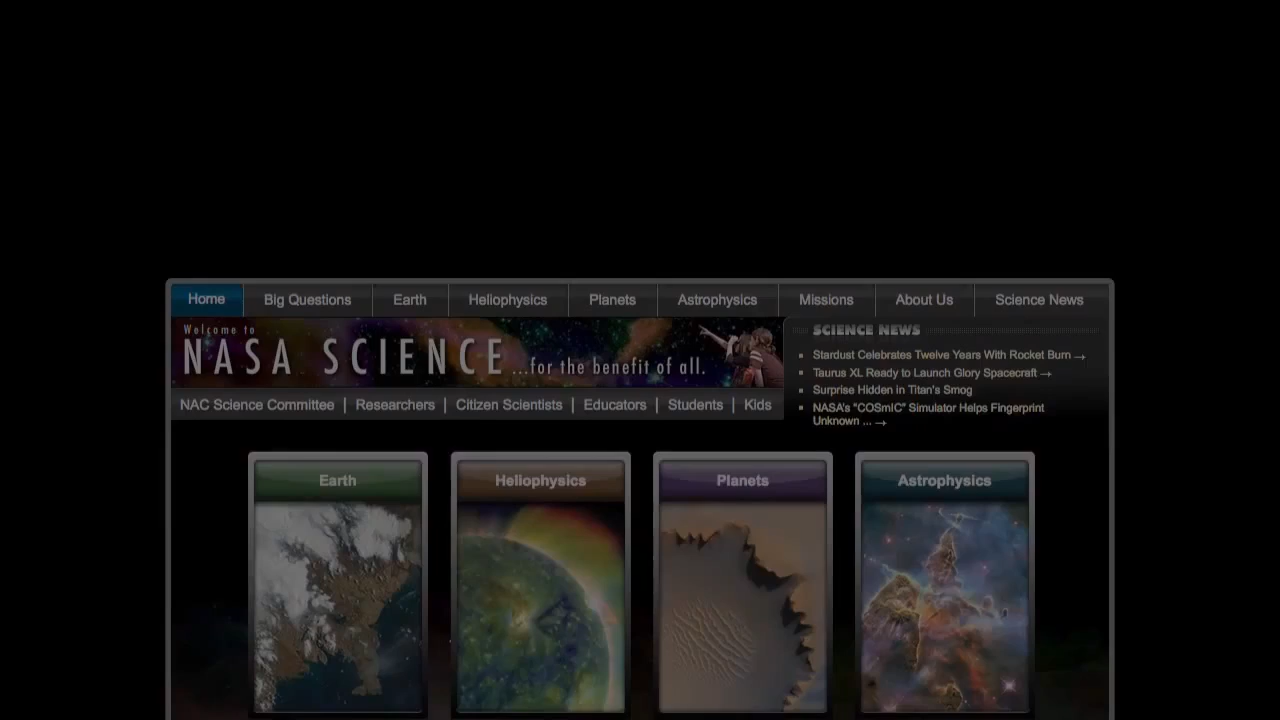 Home Big Questions Earth Heliophysics Planets Astrophysics Missions About Us Science News
Welcome to
NASA SCIENCE ...for the benefit of all.
NAC Science Committee | Researchers | Citizen Scientists | Educators | Students | Kids
SCIENCE NEWS
Stardust Celebrates Twelve Years With Rocket Burn →
Taurus XL Ready to Launch Glory Spacecraft →
Surprise Hidden in Titan's Smog
NASA's "COSmIC" Simulator Helps Fingerprint
Unknown ... →
Earth Heliophysics Planets Astrophysics